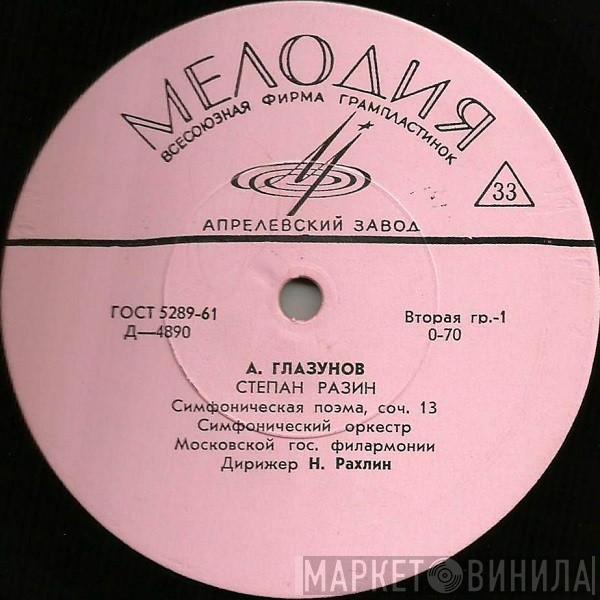 МЕЛОДИЯ
ВСЕСОЮЗНАЯ ФИРМА ГРАМПЛАСТИНОК
33
АПРЕЛЕВСКИЙ ЗАВОД
ГОСТ 5289-61
Д—4890
Вторая гр.-1
0-70
А. ГЛАЗУНОВ
СТЕПАН РАЗИН
Симфоническая поэма, соч. 13
Симфонический оркестр
Московской гос. филармонии
Дирижер Н. Рахлин
МАРКЕТ ВИНИЛА